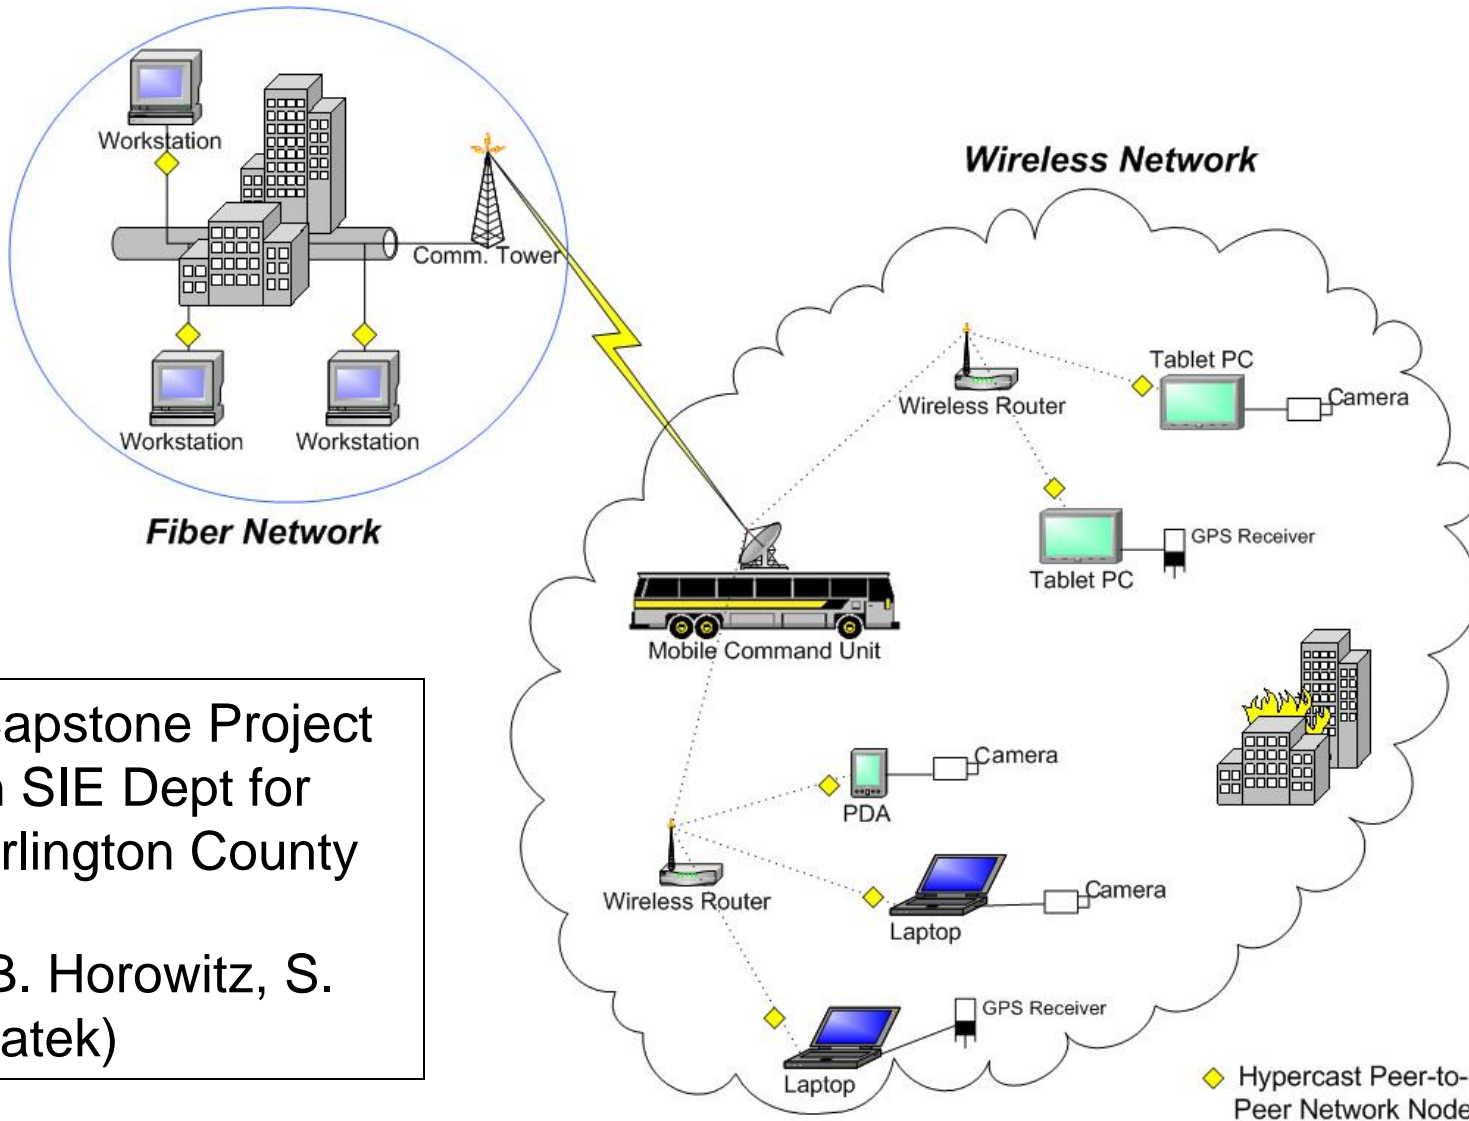 Workstation
Wireless Network
Comm. Tower
Tablet PC
Camera
Wireless Router
Workstation
Workstation
Fiber Network
GPS Receiver
Tablet PC
Mobile Command Unit
apstone Project
SIE Dept for
rlington County
B. Horowitz, S.
atek)
Camera
PDA
Camera
Wireless Router
Laptop
GPS Receiver
Laptop
Hypercast Peer-to-
Peer Network Node